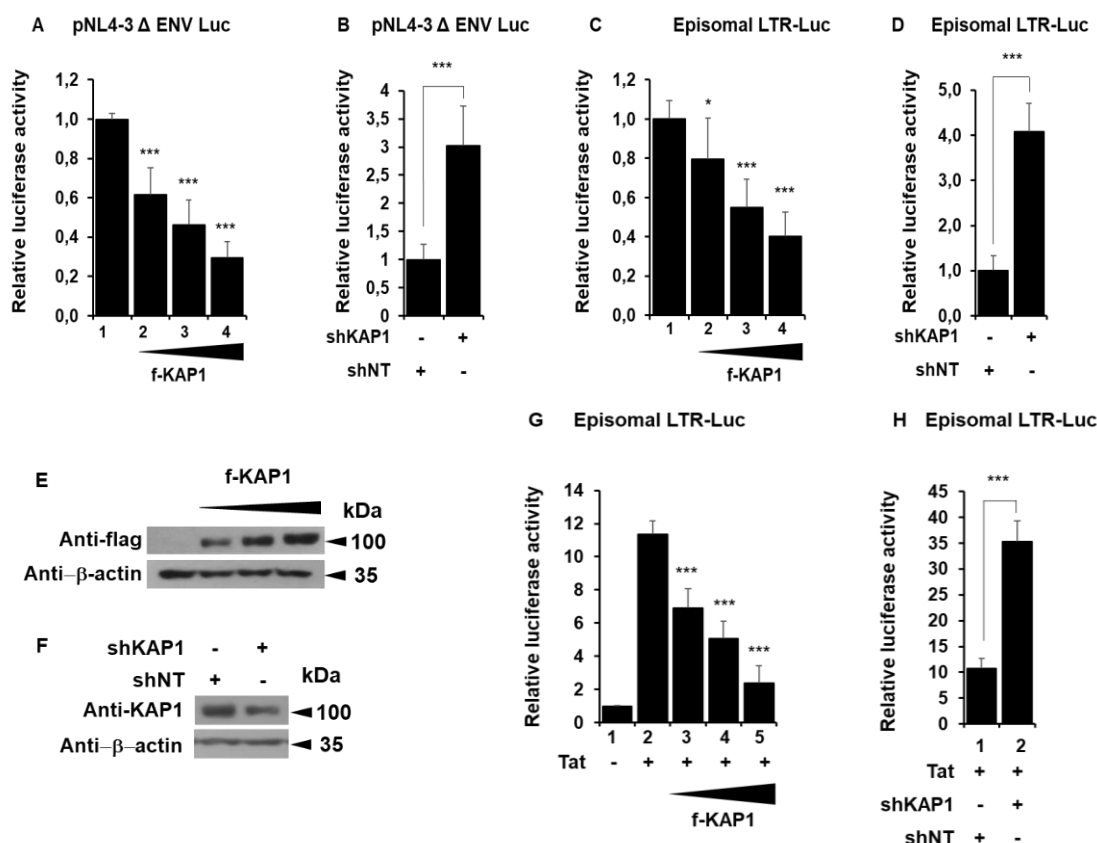 A pNL4-3 Δ ENV Luc
Relative luciferase activity
1,2
1,0
0,8
0,6
0,4
0,2
0,0
***
***
***
1 2 3 4
f-KAP1
B pNL4-3 Δ ENV Luc
Relative luciferase activity
4
3,5
3
2,5
2
1,5
1
0,5
0
***
shKAP1 - +
shNT + -
C Episomal LTR-Luc
Relative luciferase activity
1,2
1,0
0,8
0,6
0,4
0,2
0,0
*
***
***
1 2 3 4
f-KAP1
D Episomal LTR-Luc
Relative luciferase activity
5,0
4,0
3,0
2,0
1,0
0,0
***
shKAP1 - +
shNT + -
E
f-KAP1
kDa
Anti-flag 100
Anti–β-actin 35
F
shKAP1 - +
shNT + -
kDa
Anti-KAP1 100
Anti–β–actin 35
G Episomal LTR-Luc
Relative luciferase activity
14
12
10
8
6
4
2
0
***
***
***
1 2 3 4 5
Tat - + + + +
f-KAP1
H Episomal LTR-Luc
Relative luciferase activity
45
40
35
30
25
20
15
10
5
0
***
1 2
Tat + +
shKAP1 - +
shNT + -